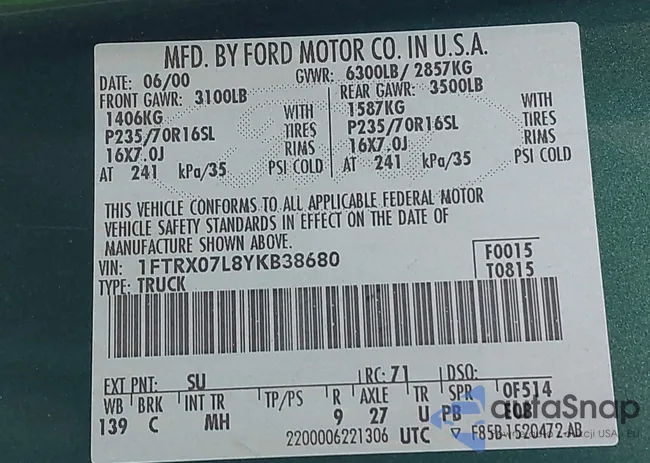 MFD. BY FORD MOTOR CO. IN U.S.A.
DATE: 06/00 GVWR: 6300LB/ 2857KG
FRONT GAWR: 3100LB REAR GAWR: 3500LB
1406KG WITH 1587KG WITH
P235/70R16SL TIRES P235/70R16SL TIRES
16X7.0J RIMS 16X7.0J RIMS
AT 241 kPa/35 PSI COLD AT 241 kPa/35 PSI COLD
THIS VEHICLE CONFORMS TO ALL APPLICABLE FEDERAL MOTOR
VEHICLE SAFETY STANDARDS IN EFFECT ON THE DATE OF
MANUFACTURE SHOWN ABOVE.
VIN: 1FTRX07L8YKB38680 F0015
TYPE: TRUCK T0815
EXT PNT: SU RC: 71 DSO:
WB BRK INT TR TP/PS R AXLE TR SPR 0F514
139 C MH 9 27 U PB E0B
2200006221306 UTC ▽ F85B-1520472-AB
autoSnap